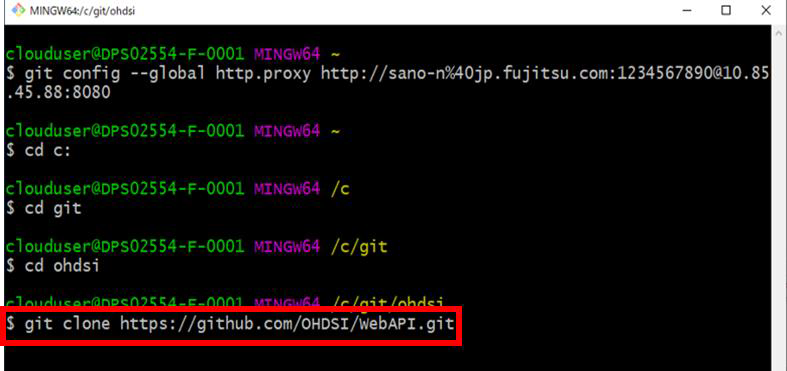 MINGW64:/c/git/ohdsi
clouduser@DPS02554-F-0001 MINGW64 ~
$ git config --global http.proxy http://sano-n%40jp.fujitsu.com:1234567890@10.85
.45.88:8080
clouduser@DPS02554-F-0001 MINGW64 ~
$ cd c:
clouduser@DPS02554-F-0001 MINGW64 /c
$ cd git
clouduser@DPS02554-F-0001 MINGW64 /c/git
$ cd ohdsi
clouduser@DPS02554-F-0001 MINGW64 /c/git/ohdsi
$ git clone https://github.com/OHDSI/WebAPI.git